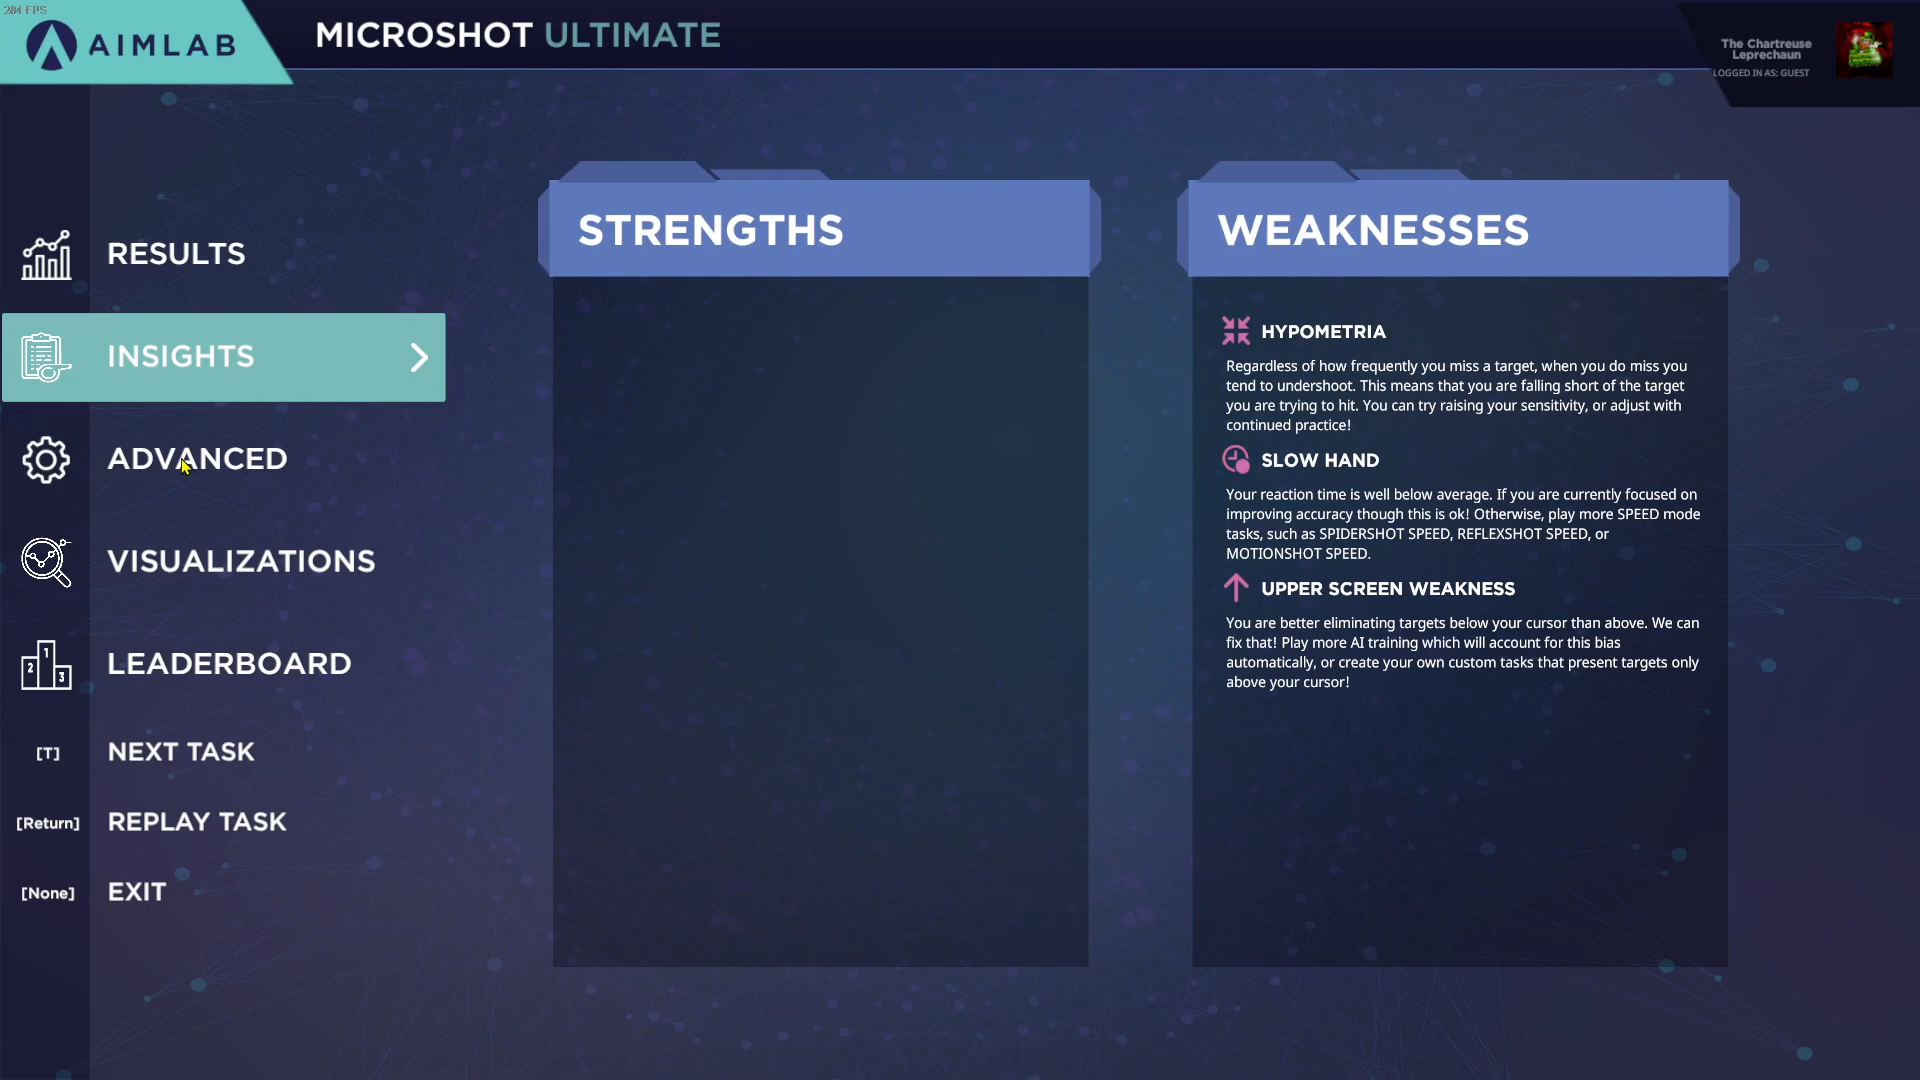 284 FPS
AIMLAB
MICROSHOT ULTIMATE
The Chartreuse
Leprechaun
LOGGED IN AS: GUEST
RESULTS
INSIGHTS
ADVANCED
VISUALIZATIONS
1
2
3
LEADERBOARD
[T] NEXT TASK
[Return] REPLAY TASK
[None] EXIT
STRENGTHS
WEAKNESSES
HYPOMETRIA
Regardless of how frequently you miss a target, when you do miss you
tend to undershoot. This means that you are falling short of the target
you are trying to hit. You can try raising your sensitivity, or adjust with
continued practice!
SLOW HAND
Your reaction time is well below average. If you are currently focused on
improving accuracy though this is ok! Otherwise, play more SPEED mode
tasks, such as SPIDERSHOT SPEED, REFLEXSHOT SPEED, or
MOTIONSHOT SPEED.
UPPER SCREEN WEAKNESS
You are better eliminating targets below your cursor than above. We can
fix that! Play more AI training which will account for this bias
automatically, or create your own custom tasks that present targets only
above your cursor!